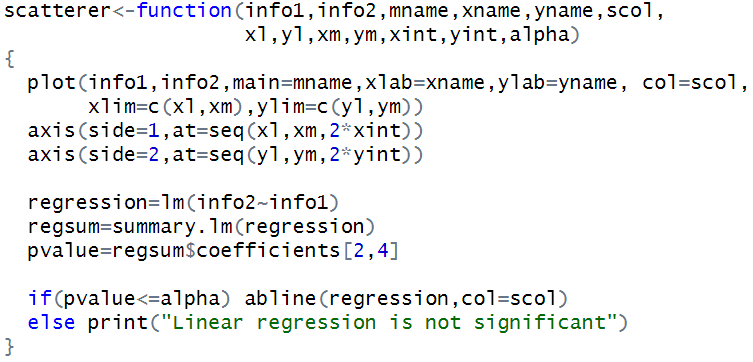 scatterer<-function(info1,info2,mname,xname,yname,scol,
xl,yl,xm,ym,xint,yint,alpha)
{
plot(info1,info2,main=mname,xlab=xname,ylab=yname, col=scol,
xlim=c(xl,xm),ylim=c(yl,ym))
axis(side=1,at=seq(xl,xm,2*xint))
axis(side=2,at=seq(yl,ym,2*yint))
regression=lm(info2~info1)
regsum=summary.lm(regression)
pvalue=regsum$coefficients[2,4]
if(pvalue<=alpha) abline(regression,col=scol)
else print("Linear regression is not significant")
}